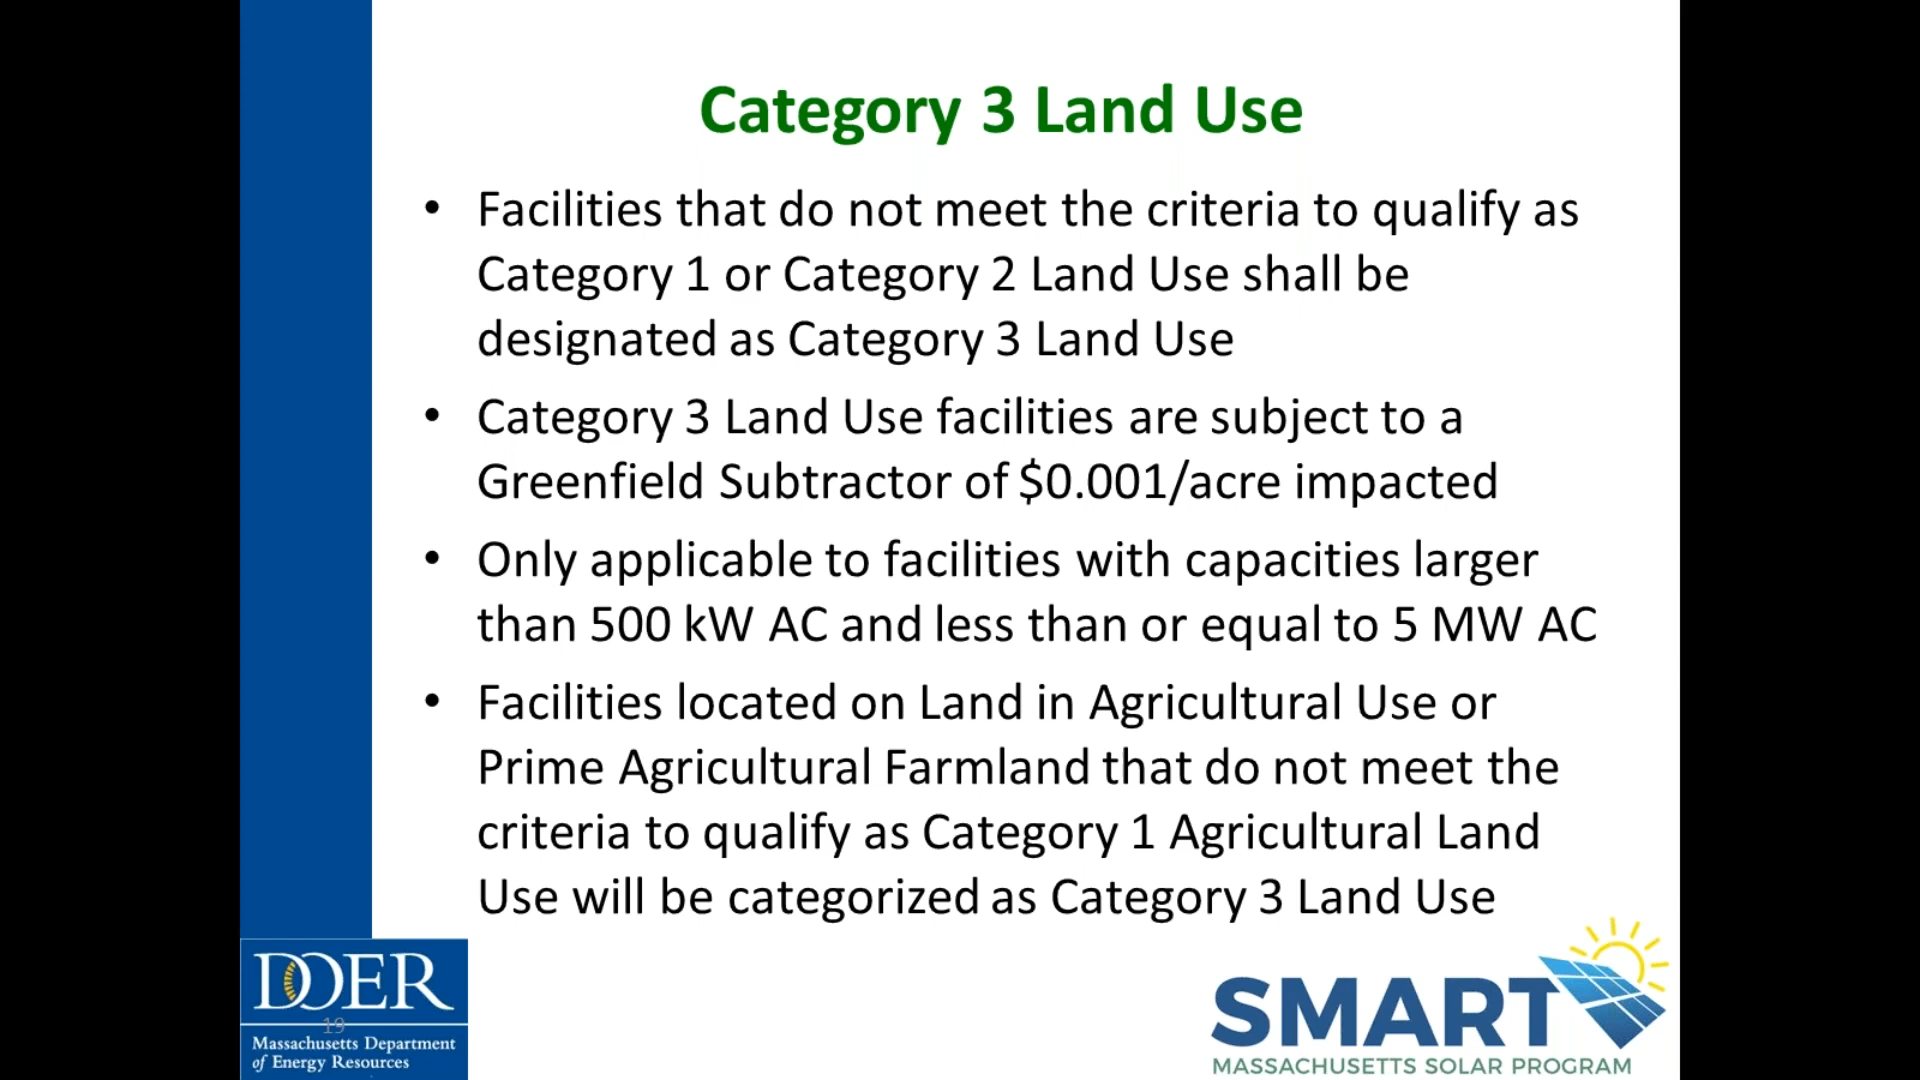 Category 3 Land Use
• Facilities that do not meet the criteria to qualify as
Category 1 or Category 2 Land Use shall be
designated as Category 3 Land Use
• Category 3 Land Use facilities are subject to a
Greenfield Subtractor of $0.001/acre impacted
• Only applicable to facilities with capacities larger
than 500 kW AC and less than or equal to 5 MW AC
• Facilities located on Land in Agricultural Use or
Prime Agricultural Farmland that do not meet the
criteria to qualify as Category 1 Agricultural Land
Use will be categorized as Category 3 Land Use
DOER
19
Massachusetts Department
of Energy Resources
SMART
MASSACHUSETTS SOLAR PROGRAM